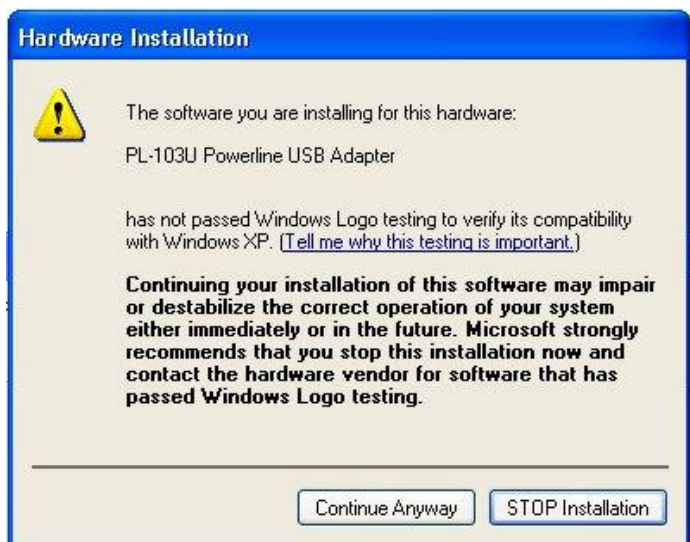 Hardware Installation
The software you are installing for this hardware:
PL-103U Powerline USB Adapter
has not passed Windows Logo testing to verify its compatibility
with Windows XP. (Tell me why this testing is important.)
Continuing your installation of this software may impair
or destabilize the correct operation of your system
either immediately or in the future. Microsoft strongly
recommends that you stop this installation now and
contact the hardware vendor for software that has
passed Windows Logo testing.
Continue Anyway
STOP Installation